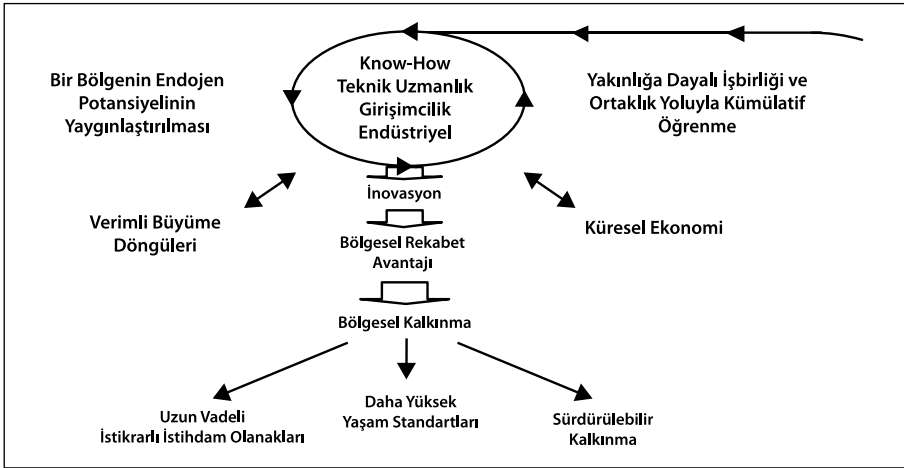 Bir Bölgenin Endojen
Potansiyelinin
Yaygınlaştırılması
Know-How
Teknik Uzmanlık
Girişimcilik
Endüstriyel
Yakınlığa Dayalı İşbirliği ve
Ortaklık Yoluyla Kümülatif
Öğrenme
Verimli Büyüme
Döngüleri
İnovasyon
Küresel Ekonomi
Bölgesel Rekabet
Avantajı
Bölgesel Kalkınma
Uzun Vadeli
İstikrarlı İstihdam Olanakları
Daha Yüksek
Yaşam Standartları
Sürdürülebilir
Kalkınma